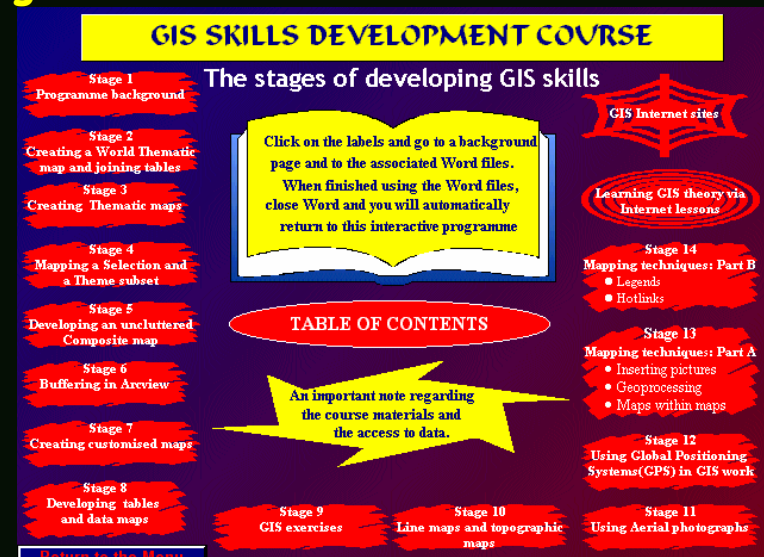 GIS SKILLS DEVELOPMENT COURSE
The stages of developing GIS skills
Stage 1
Programme background
Stage 2
Creating a World Thematic
map and joining tables
Stage 3
Creating Thematic maps
Stage 4
Mapping a Selection and
a Theme subset
Stage 5
Developing an uncluttered
Composite map
Stage 6
Buffering in Arcview
Stage 7
Creating customised maps
Stage 8
Developing tables
and data maps
Return to the Menu
Click on the labels and go to a background
page and to the associated Word files.
When finished using the Word files,
close Word and you will automatically
return to this interactive programme
TABLE OF CONTENTS
An important note regarding
the course materials and
the access to data.
Stage 9
GIS exercises
Stage 10
Line maps and topographic
maps
GIS Internet sites
Learning GIS theory via
Internet lessons
Stage 14
Mapping techniques: Part B
● Legends
● Hotlinks
Stage 13
Mapping techniques: Part A
● Inserting pictures
● Geoprocessing
● Maps within maps
Stage 12
Using Global Positioning
Systems(GPS) in GIS work
Stage 11
Using Aerial photographs